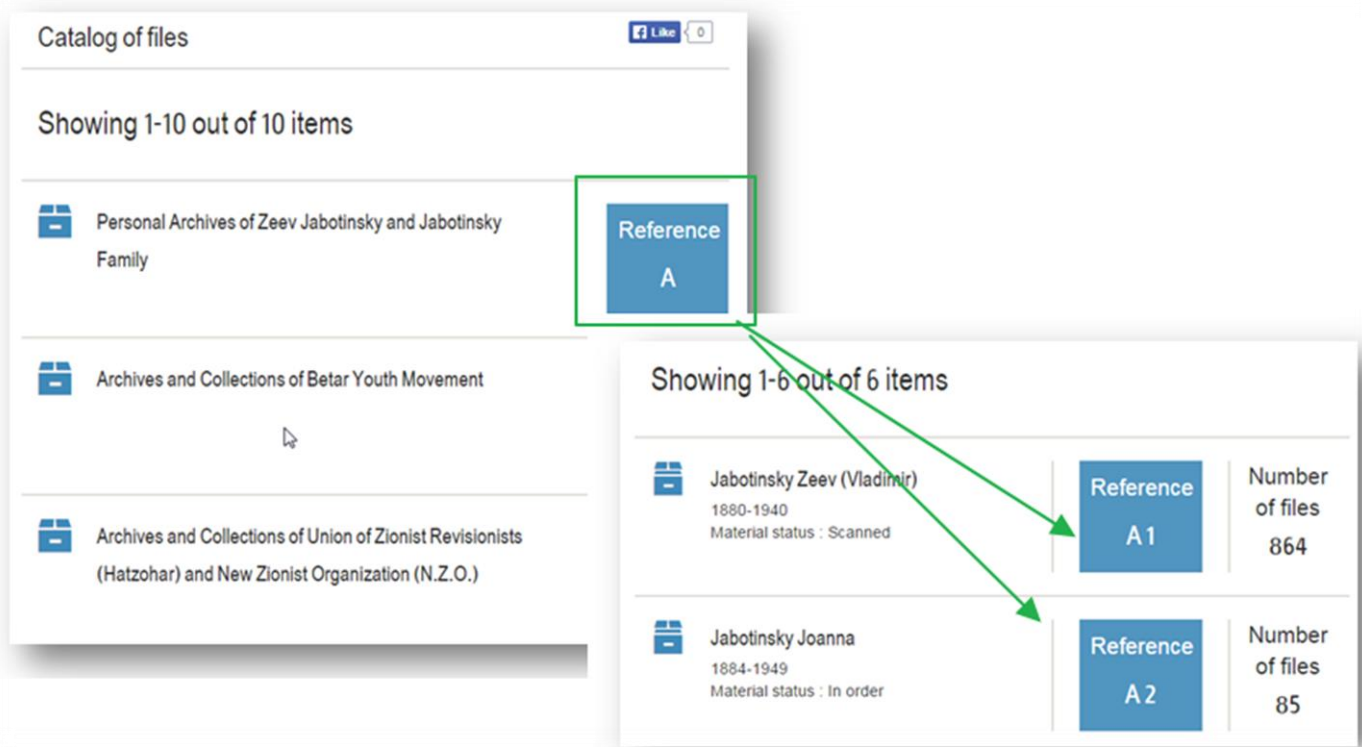 Catalog of files
Like 0
Showing 1-10 out of 10 items
Personal Archives of Zeev Jabotinsky and Jabotinsky
Family
Reference
A
Archives and Collections of Betar Youth Movement
Archives and Collections of Union of Zionist Revisionists
(Hatzohar) and New Zionist Organization (N.Z.O.)
Showing 1-6 out of 6 items
Jabotinsky Zeev (Vladimir)
1880-1940
Material status : Scanned
Reference
A 1
Number
of files
864
Jabotinsky Joanna
1884-1949
Material status : In order
Reference
A 2
Number
of files
85